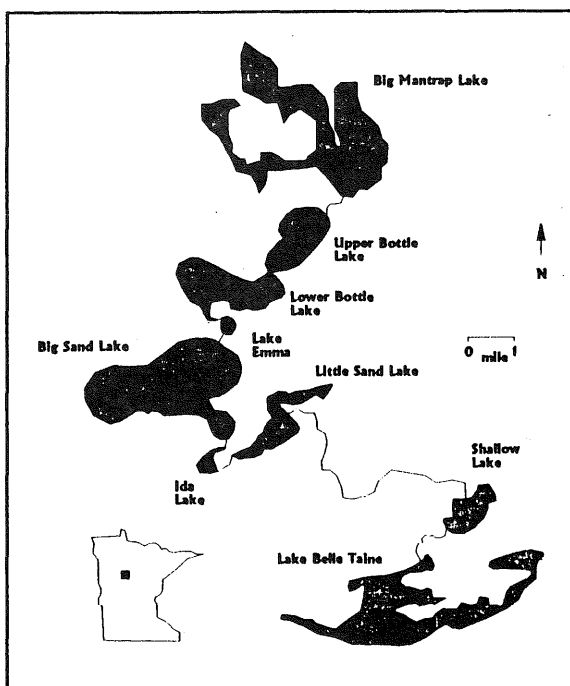 Big Mantrap Lake
Upper Bottle
Lake
N
Lower Bottle
Lake
Big Sand Lake
Lake
Emma
0 1
mile
Little Sand Lake
Shallow
Lake
Ida
Lake
Lake Belle Taine